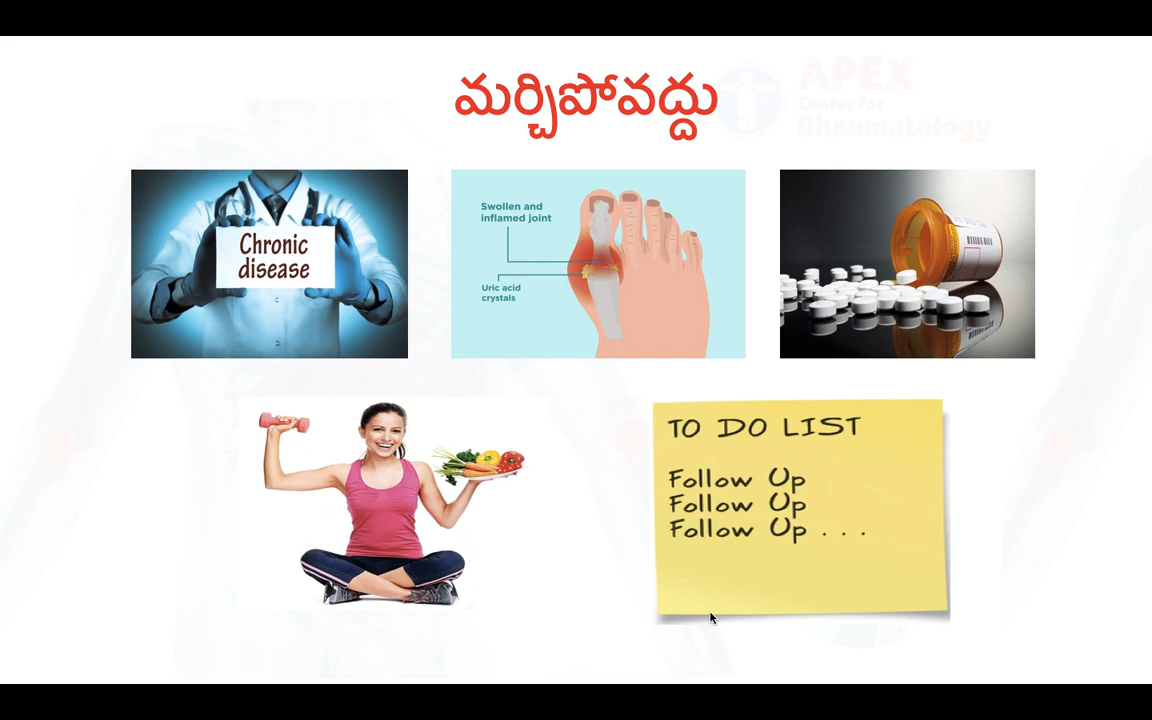 మర్చిపోవద్దు
APEX
Center for
Rheumatology
Chronic
disease
Swollen and
inflamed joint
Uric acid
crystals
TO DO LIST
Follow Up
Follow Up
Follow Up . . .